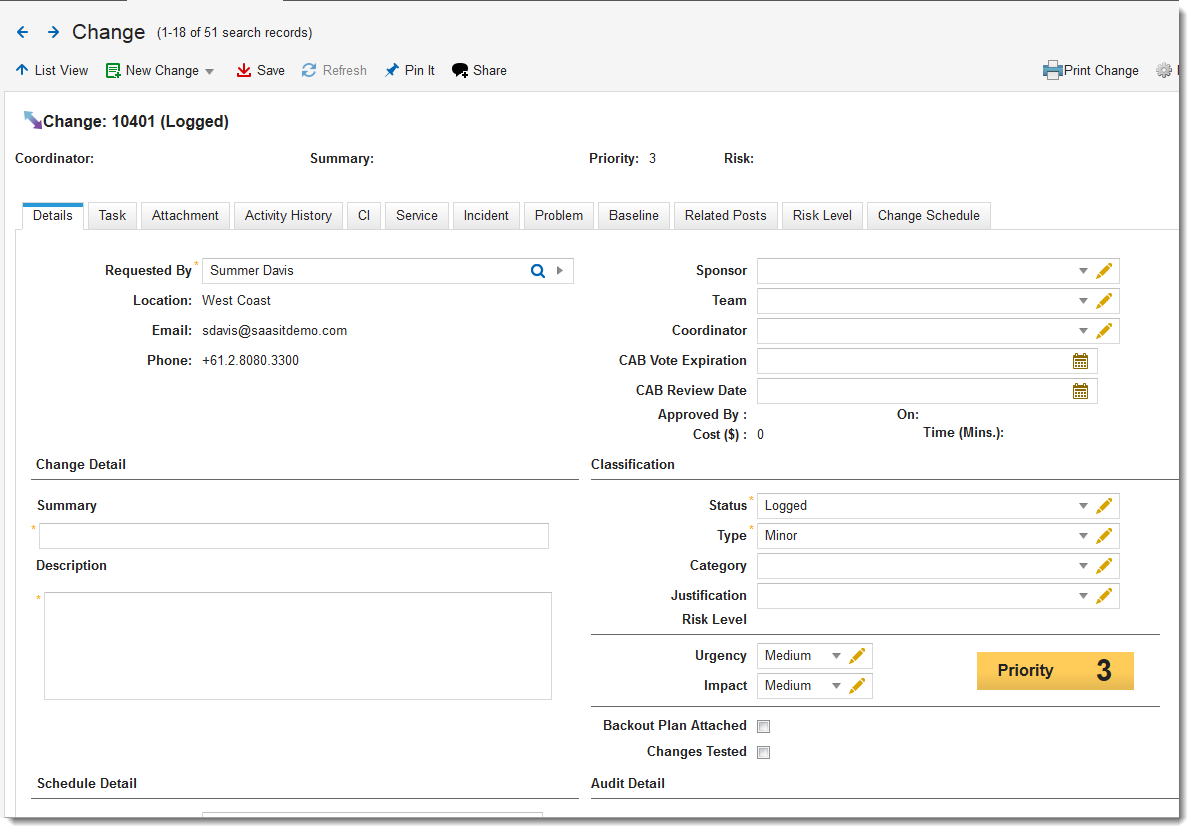 Change (1-18 of 51 search records)
List View New Change Save Refresh Pin It Share Print Change
Change: 10401 (Logged)
Coordinator: Summary: Priority: 3 Risk:
Details Task Attachment Activity History CI Service Incident Problem Baseline Related Posts Risk Level Change Schedule
Requested By * Summer Davis
Location: West Coast
Email: sdavis@saasitdemo.com
Phone: +61.2.8080.3300
Sponsor
Team
Coordinator
CAB Vote Expiration
CAB Review Date
Approved By : On:
Cost ($) : 0 Time (Mins.):
Change Detail
Summary
*
Description
*
Classification
Status * Logged
Type * Minor
Category
Justification
Risk Level
Urgency Medium
Impact Medium
Priority 3
Backout Plan Attached
Changes Tested
Schedule Detail
Audit Detail